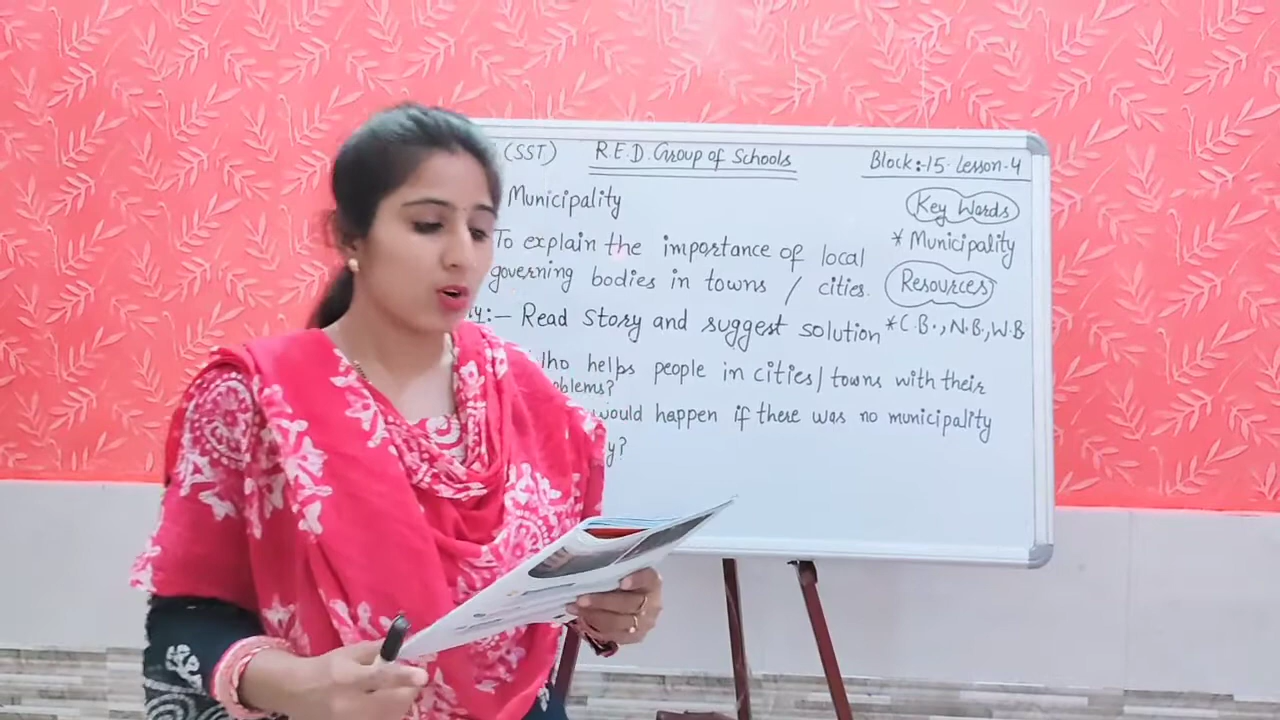 (SST) R.E.D. Group of Schools Block:-15. Lesson-4
Municipality
Key Words
To explain the importance of local
* Municipality
governing bodies in towns / cities.
Resources
:- Read Story and suggest solution
* C.B., N.B., W.B
helps people in cities/towns with their
would happen if there was no municipality